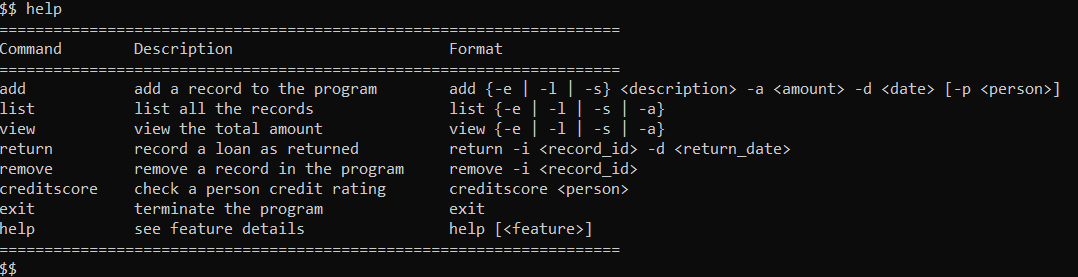 $$ help
=====================================================================
Command        Description                        Format
=====================================================================
add            add a record to the program        add {-e | -l | -s} <description> -a <amount> -d <date> [-p <person>]
list           list all the records               list {-e | -l | -s | -a}
view           view the total amount              view {-e | -l | -s | -a}
return         record a loan as returned          return -i <record_id> -d <return_date>
remove         remove a record in the program     remove -i <record_id>
creditscore    check a person credit rating       creditscore <person>
exit           terminate the program              exit
help           see feature details                help [<feature>]
=====================================================================
$$